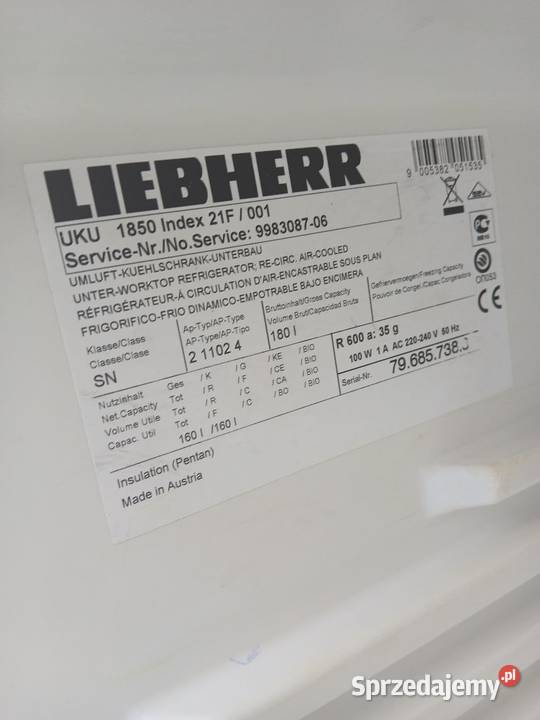 LIEBHERR
9 005382 051535
UKU 1850 Index 21F / 001
Service-Nr./No.Service: 9983087-06
UMLUFT-KUEHLSCHRANK-UNTERBAU
UNTER-WORKTOP REFRIGERATOR; RE-CIRC. AIR-COOLED
RÉFRIGÉRATEUR-À CIRCULATION D'AIR-ENCASTRABLE SOUS PLAN
FRIGORIFICO-FRIO DINAMICO-EMPOTRABLE BAJO ENCIMERA
Klasse/Class
Classe/Clase
SN
Ap-Typ/AP-Type
AP-Type/AP-Tipo
2 1102 4
Bruttoinhalt/Gross Capacity
Volume Brut/Capacidad Bruta
180 l
Gefriervermoegen/Freezing Capacity
Pouvoir de Congel./Capac Congeladora
Nutzinhalt Ges / K / G / KE / BIO
Net.Capacity Tot / R / F / CE / BIO
Volume Utile Tot / R / C / CA / BIO
Capac. Util Tot / F / C / BO / BIO
160 l /160 l
R 600 a: 35 g
100 W 1 A AC 220-240 V 50 Hz
Serial-Nr. 79.685.738.
Insulation (Pentan)
Made in Austria
CE
Sprzedajemy.pl